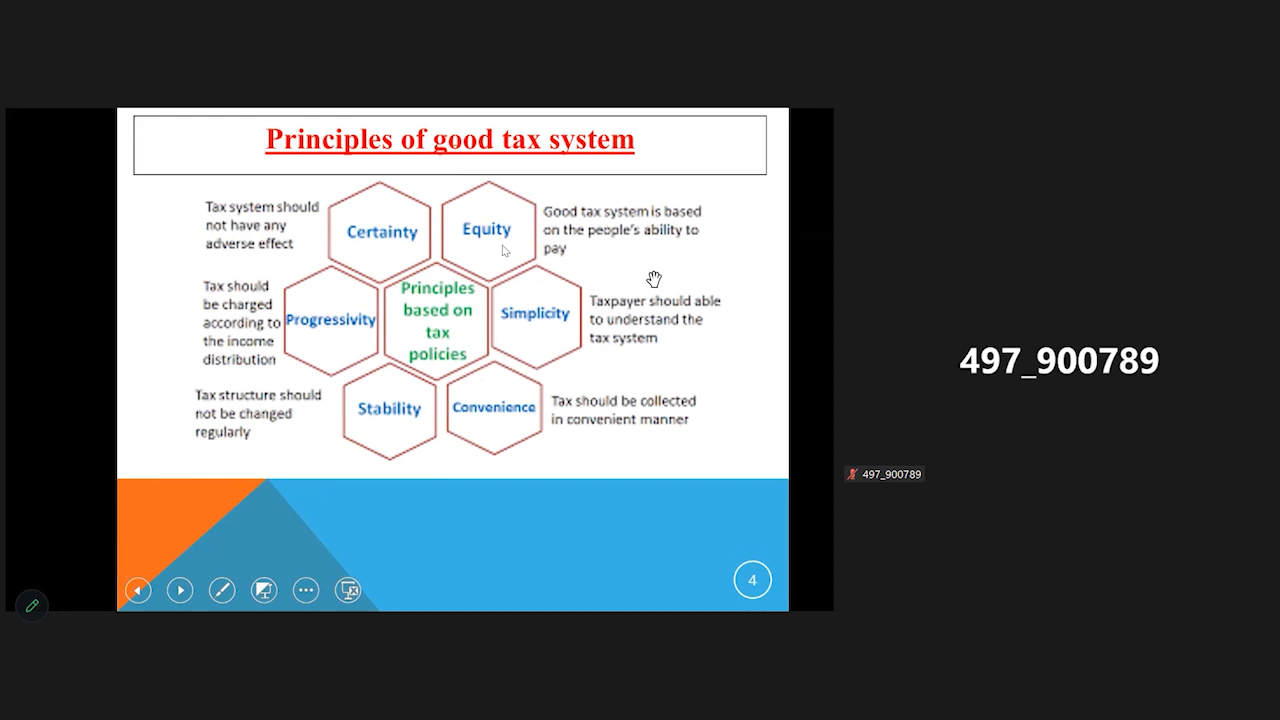 Principles of good tax system
Tax system should
not have any
adverse effect
Certainty
Equity
Good tax system is based
on the people's ability to
pay
Tax should
be charged
according to
the income
distribution
Progressivity
Principles
based on
tax
policies
Simplicity
Taxpayer should able
to understand the
tax system
Tax structure should
not be changed
regularly
Stability
Convenience
Tax should be collected
in convenient manner
4
497_900789
497_900789